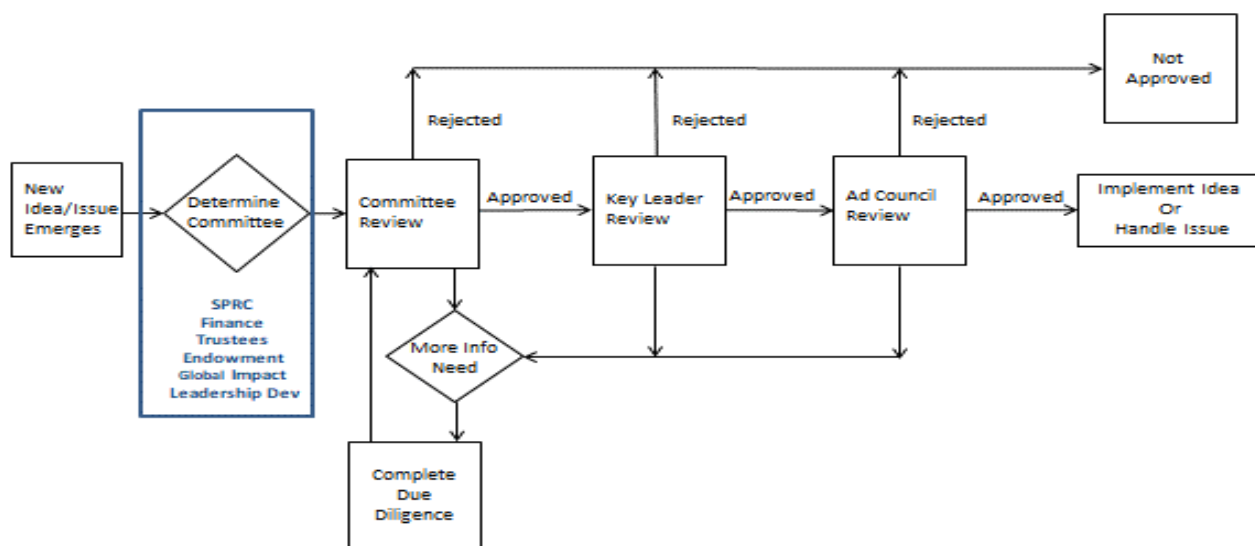 Not
Approved
Rejected
Rejected
Rejected
New
Idea/Issue
Emerges
Determine
Committee
Committee
Review
Approved
Key Leader
Review
Approved
Ad Council
Review
Approved
Implement Idea
Or
Handle Issue
SPRC
Finance
Trustees
Endowment
Global Impact
Leadership Dev
More Info
Need
Complete
Due
Diligence